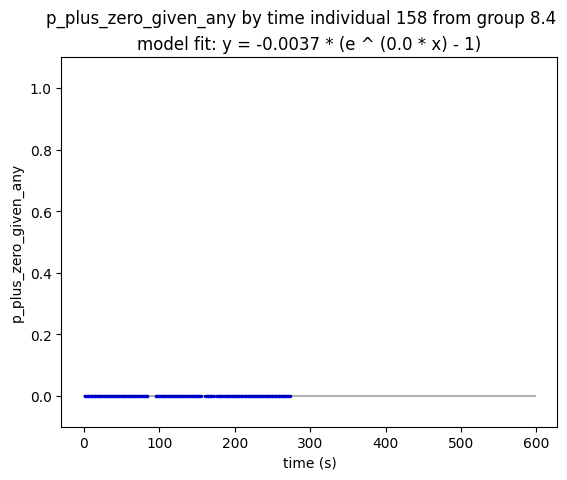 p_plus_zero_given_any by time individual 158 from group 8.4
model fit: y = -0.0037 * (e ^ (0.0 * x) - 1)
1.0
0.8
0.6
0.4
0.2
0.0
p_plus_zero_given_any
0 100 200 300 400 500 600
time (s)